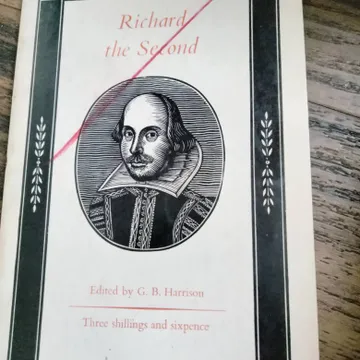 Richard
the Second
Edited by G. B. Harrison
Three shillings and sixpence